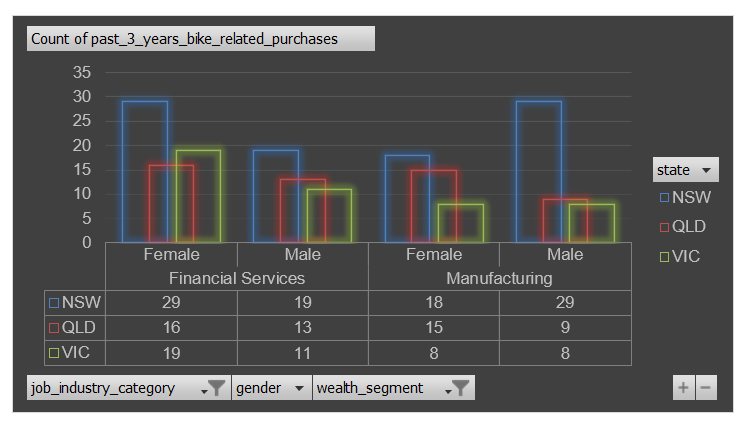 Count of past_3_years_bike_related_purchases
35
30
25
20
15
10
5
0
Female Male Female Male
Financial Services Manufacturing
NSW 29 19 18 29
QLD 16 13 15 9
VIC 19 11 8 8
state
NSW
QLD
VIC
job_industry_category gender wealth_segment
+ −